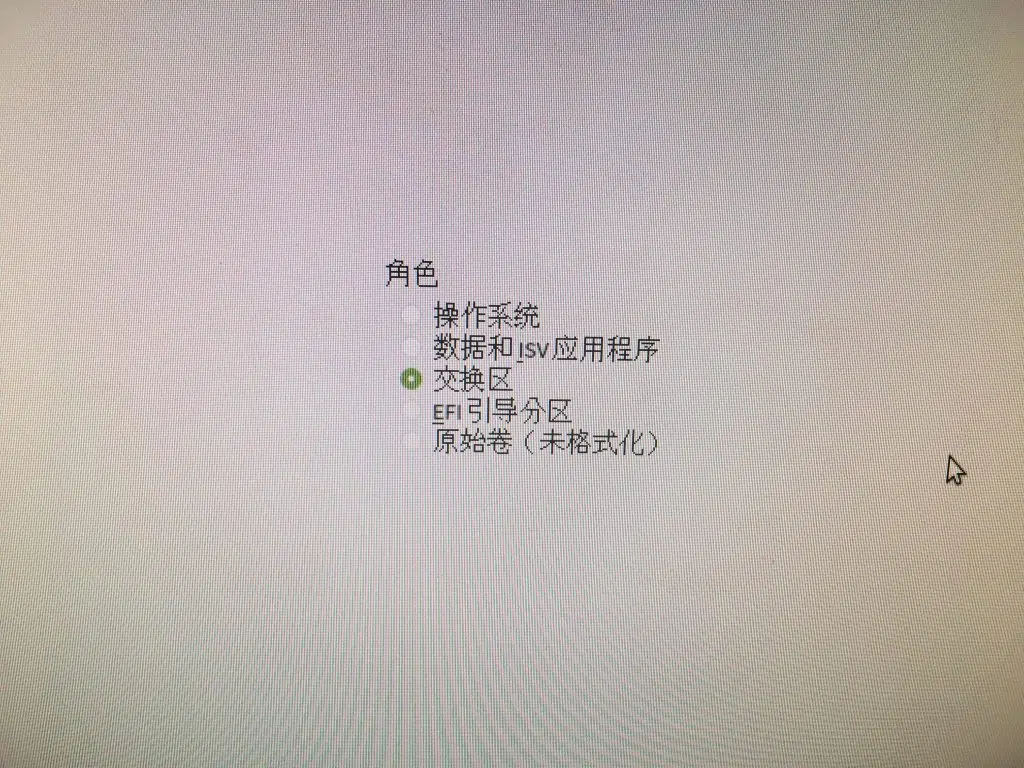 角色
操作系统
数据和 ISV 应用程序
交换区
EFI 引导分区
原始卷（未格式化）